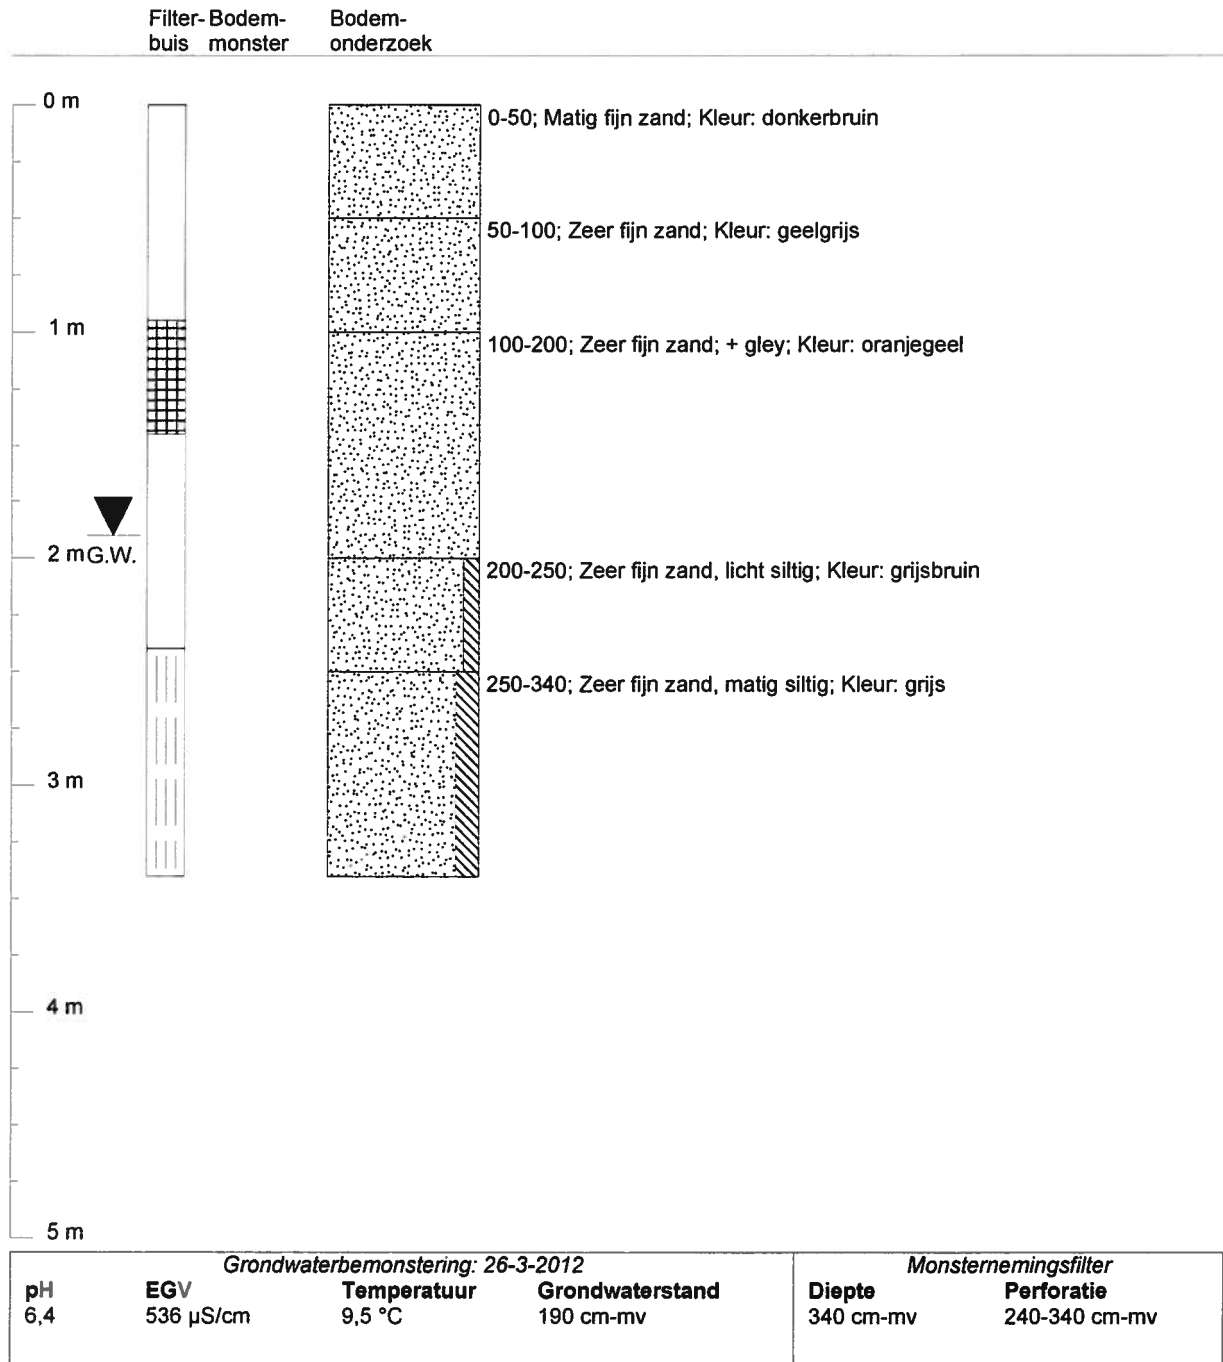 Filter- Bodem- Bodem-
buis monster onderzoek
0 m
0-50; Matig fijn zand; Kleur: donkerbruin
50-100; Zeer fijn zand; Kleur: geelgrijs
1 m
100-200; Zeer fijn zand; + gley; Kleur: oranjegeel
2 m G.W.
200-250; Zeer fijn zand, licht siltig; Kleur: grijsbruin
250-340; Zeer fijn zand, matig siltig; Kleur: grijs
3 m
4 m
5 m
Grondwaterbemonstering: 26-3-2012 Monsternemingsfilter
pH EGV Temperatuur Grondwaterstand Diepte Perforatie
6,4 536 µS/cm 9,5 °C 190 cm-mv 340 cm-mv 240-340 cm-mv